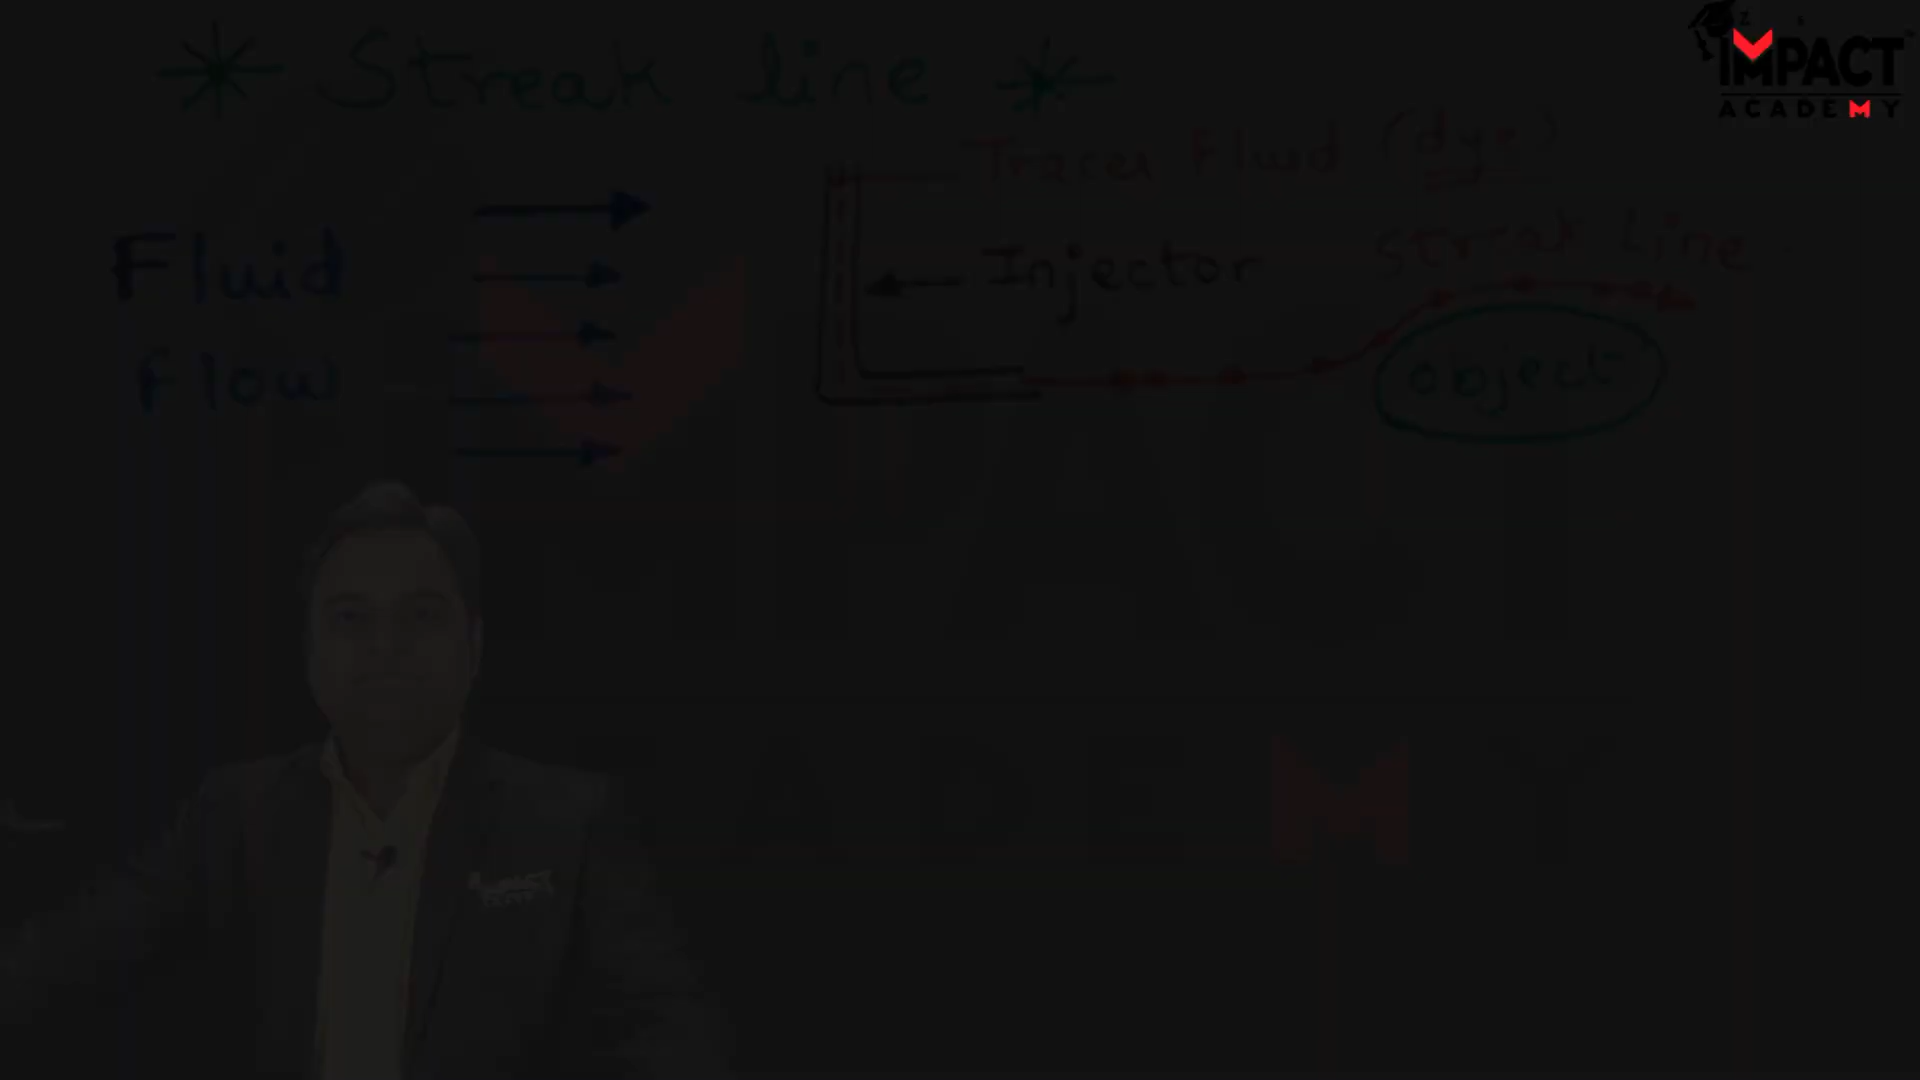 * Streak line *
IMPACT
ACADEMY
Tracer Fluid (dye)
Fluid
Flow
Injector
Streak Line
object